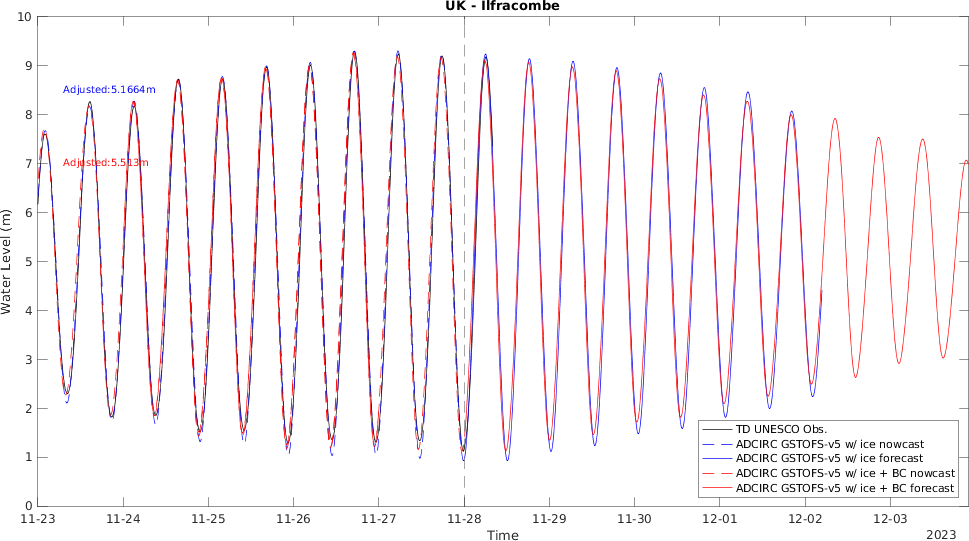 UK - Ilfracombe
10
9
8
7
6
5
4
3
2
1
0
Water Level (m)
Adjusted:5.1664m
Adjusted:5.513m
TD UNESCO Obs.
ADCIRC GSTOFS-v5 w/ ice nowcast
ADCIRC GSTOFS-v5 w/ ice forecast
ADCIRC GSTOFS-v5 w/ ice + BC nowcast
ADCIRC GSTOFS-v5 w/ ice + BC forecast
11-23 11-24 11-25 11-26 11-27 11-28 11-29 11-30 12-01 12-02 12-03
Time
2023